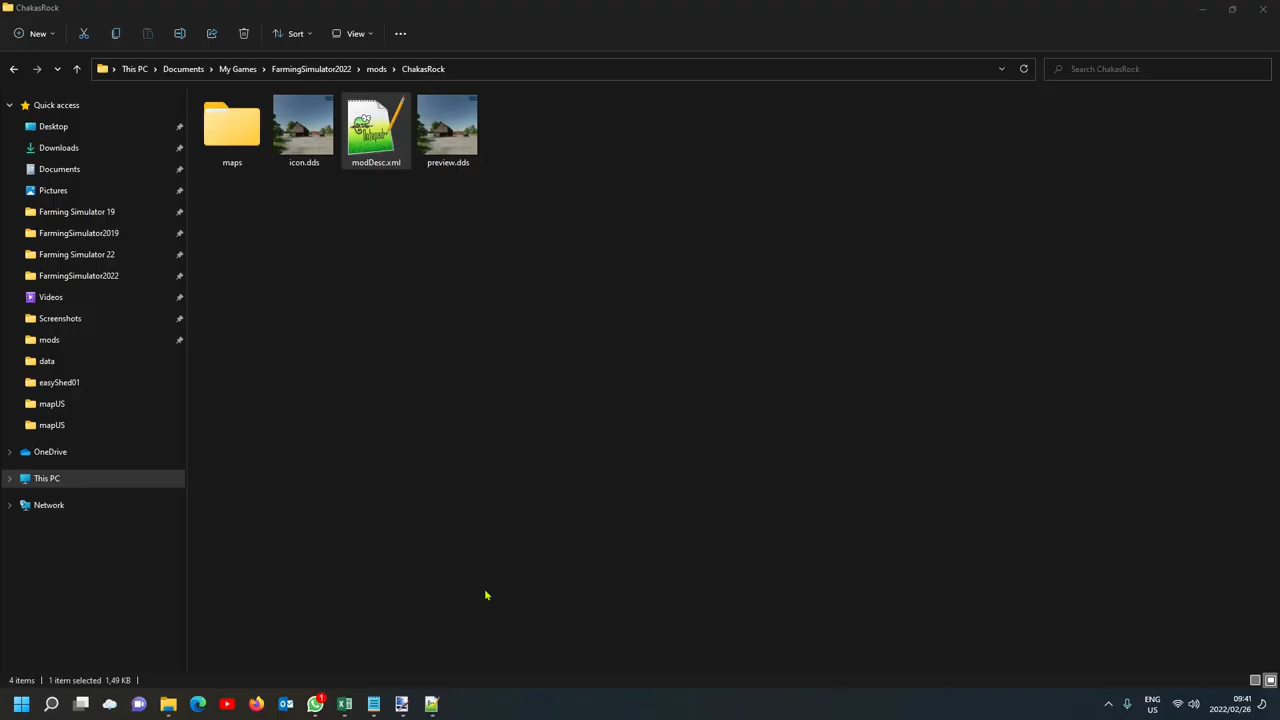 ChakasRock
New
Sort
View
This PC
Documents
My Games
FarmingSimulator2022
mods
ChakasRock
Search ChakasRock
Quick access
Desktop
Downloads
Documents
Pictures
Farming Simulator 19
FarmingSimulator2019
Farming Simulator 22
FarmingSimulator2022
Videos
Screenshots
mods
data
easyShed01
mapUS
mapUS
OneDrive
This PC
Network
maps
icon.dds
modDesc.xml
preview.dds
4 items
1 item selected 1,49 KB
1
ENG
US
09:41
2022/02/26